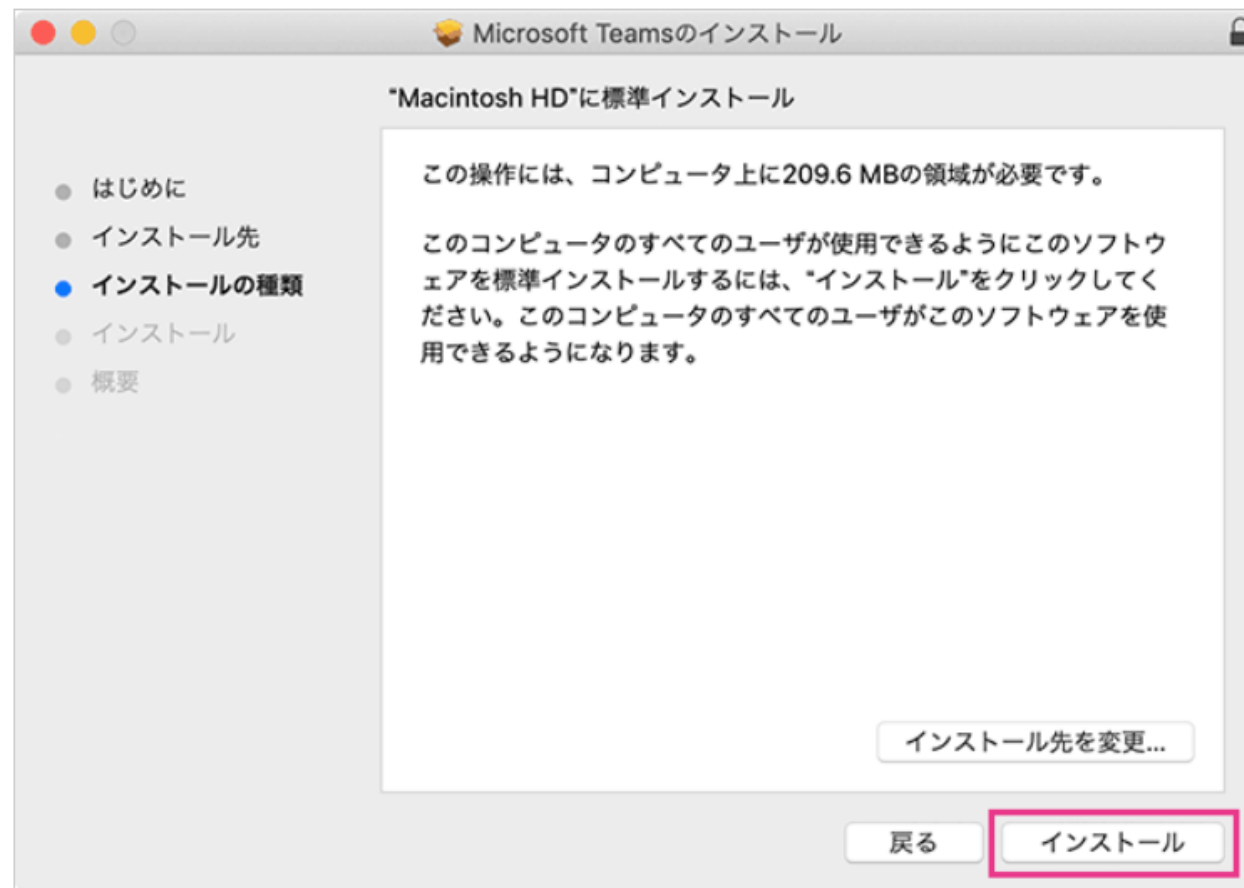 Microsoft Teamsのインストール
“Macintosh HD”に標準インストール
はじめに
インストール先
インストールの種類
インストール
概要
この操作には、コンピュータ上に209.6 MBの領域が必要です。
このコンピュータのすべてのユーザが使用できるようにこのソフトウ
ェアを標準インストールするには、“インストール”をクリックしてく
ださい。このコンピュータのすべてのユーザがこのソフトウェアを使
用できるようになります。
インストール先を変更...
戻る
インストール